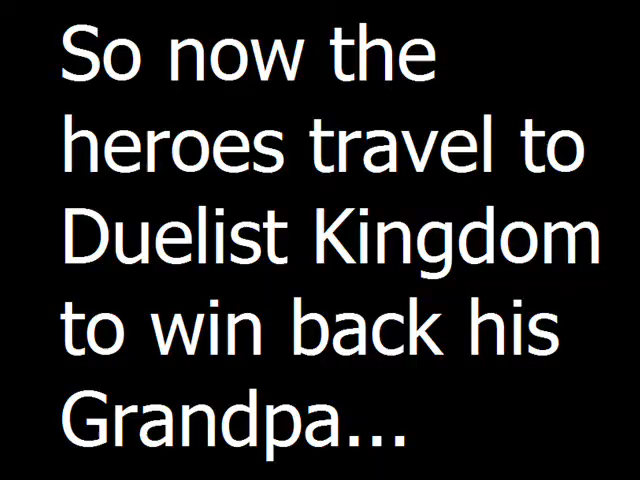 So now the
heroes travel to
Duelist Kingdom
to win back his
Grandpa...